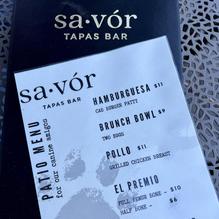 sa·vór
TAPAS BAR
sa·vór
TAPAS BAR
PATIO MENU
for our canine amigos
HAMBURGUESA $11
CAB BURGER PATTY
BRUNCH BOWL $9
TWO EGGS
POLLO $11
GRILLED CHICKEN BREAST
EL PREMIO
FULL FEMUR BONE - $10
HALF BONE - $6